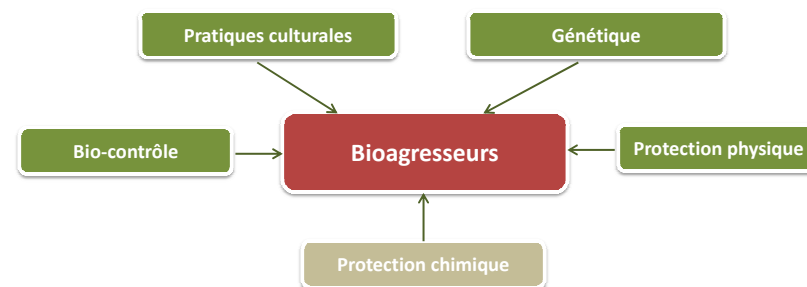 Pratiques culturales
Génétique
Bio-contrôle
Bioagresseurs
Protection physique
Protection chimique